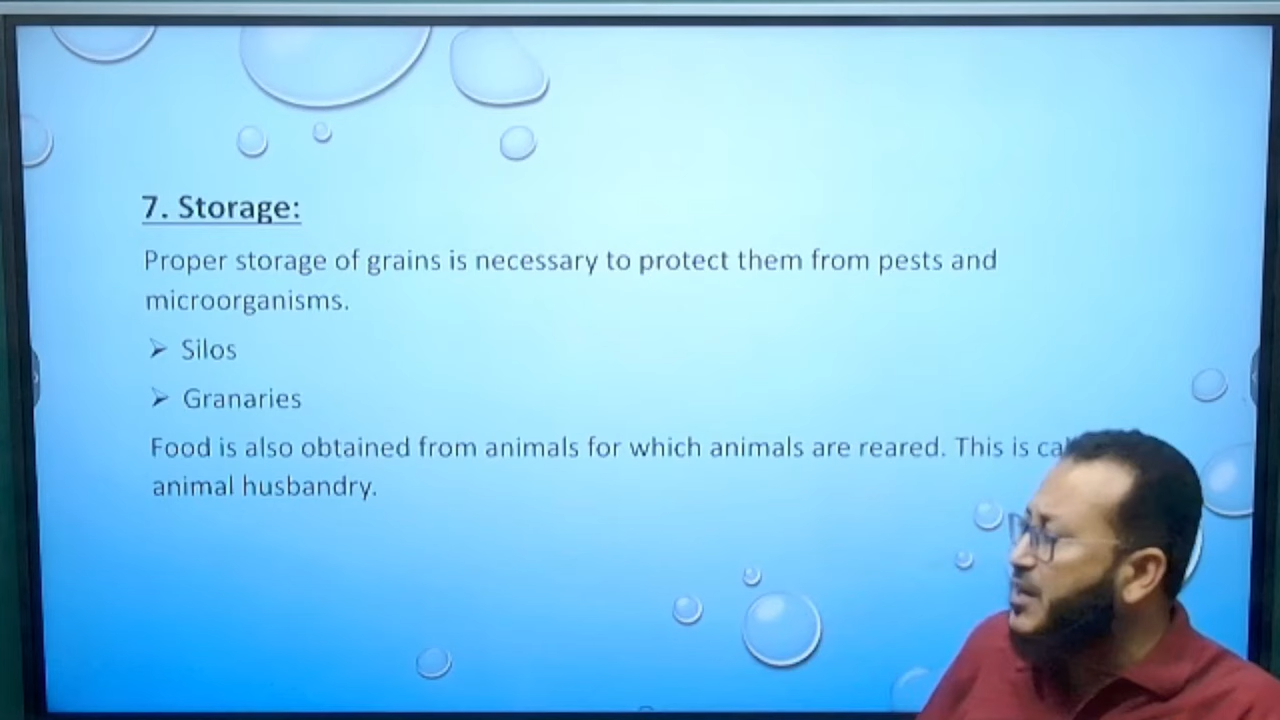 7. Storage:
Proper storage of grains is necessary to protect them from pests and
microorganisms.
➢ Silos
➢ Granaries
Food is also obtained from animals for which animals are reared. This is
animal husbandry.